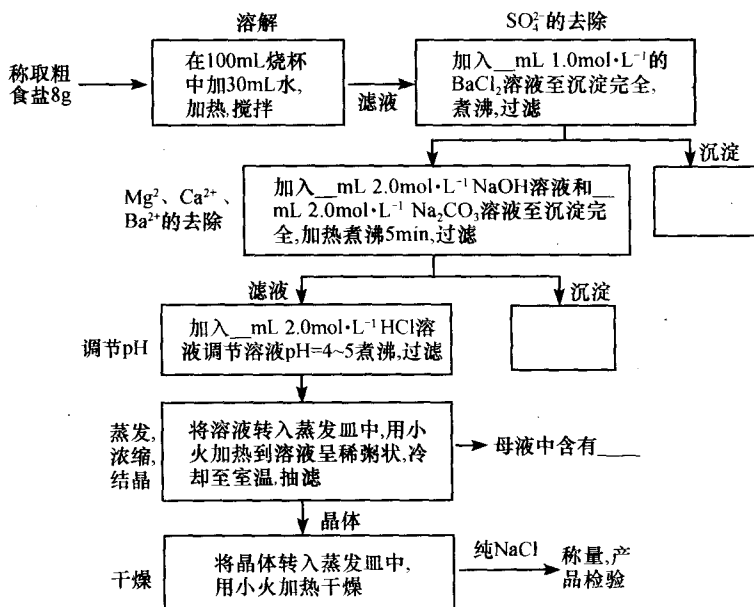 溶解
SO₄²⁻的去除
称取粗
食盐8g
在100mL烧杯
中加30mL水,
加热,搅拌
滤液
加入__mL 1.0mol·L⁻¹的
BaCl₂溶液至沉淀完全,
煮沸,过滤
沉淀
Mg²、Ca²⁺、
Ba²⁺的去除
加入__mL 2.0mol·L⁻¹ NaOH溶液和__
mL 2.0mol·L⁻¹ Na₂CO₃溶液至沉淀完
全,加热煮沸5min,过滤
滤液
沉淀
调节pH
加入__mL 2.0mol·L⁻¹HCl溶
液调节溶液pH=4~5煮沸,过滤
蒸发,
浓缩,
结晶
将溶液转入蒸发皿中,用小
火加热到溶液呈稀粥状,冷
却至室温,抽滤
母液中含有____
晶体
干燥
将晶体转入蒸发皿中,
用小火加热干燥
纯NaCl
称量,产
品检验